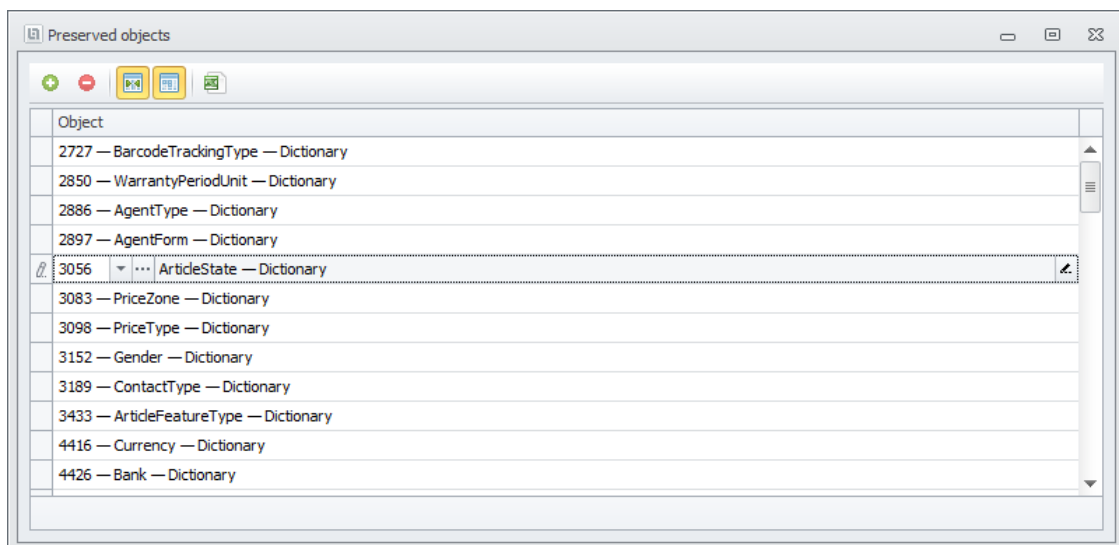 Preserved objects
Object
2727 — BarcodeTrackingType — Dictionary
2850 — WarrantyPeriodUnit — Dictionary
2886 — AgentType — Dictionary
2897 — AgentForm — Dictionary
3056 ... ArticleState — Dictionary
3083 — PriceZone — Dictionary
3098 — PriceType — Dictionary
3152 — Gender — Dictionary
3189 — ContactType — Dictionary
3433 — ArticleFeatureType — Dictionary
4416 — Currency — Dictionary
4426 — Bank — Dictionary